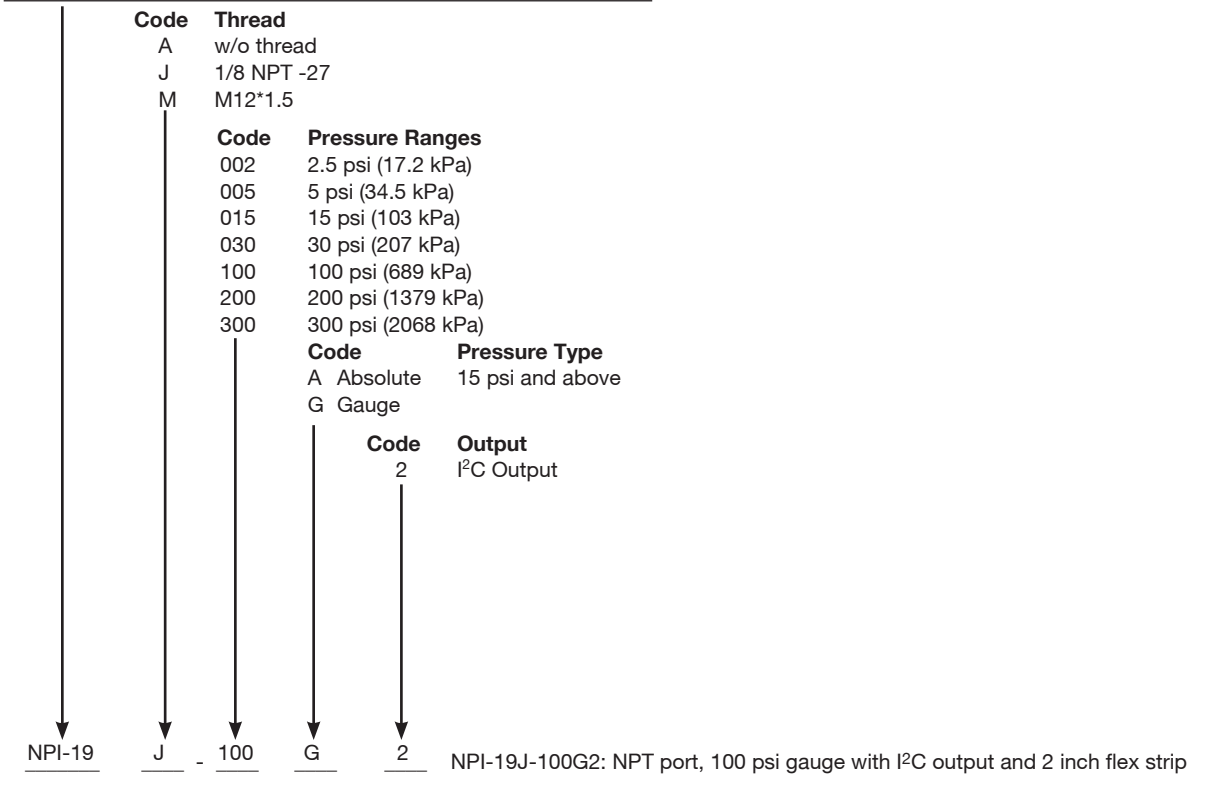 Code Thread
A w/o thread
J 1/8 NPT -27
M M12*1.5
Code Pressure Ranges
002 2.5 psi (17.2 kPa)
005 5 psi (34.5 kPa)
015 15 psi (103 kPa)
030 30 psi (207 kPa)
100 100 psi (689 kPa)
200 200 psi (1379 kPa)
300 300 psi (2068 kPa)
Code Pressure Type
A Absolute 15 psi and above
G Gauge
Code Output
2 I²C Output
NPI-19 J - 100 G 2 NPI-19J-100G2: NPT port, 100 psi gauge with I²C output and 2 inch flex strip